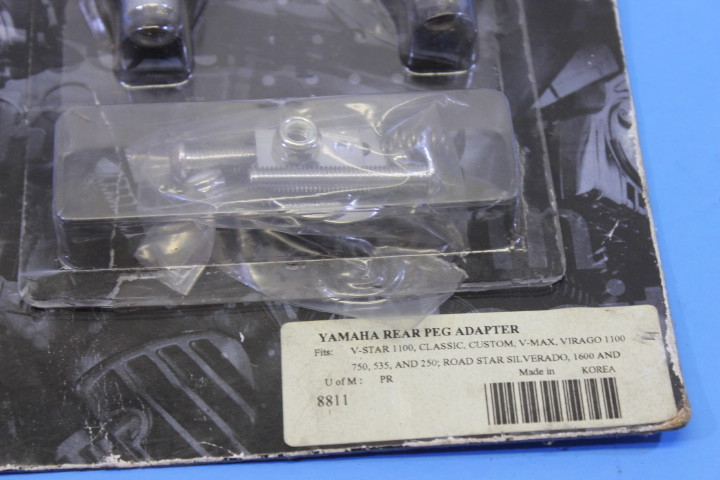 YAMAHA REAR PEG ADAPTER
Fits: V-STAR 1100, CLASSIC, CUSTOM, V-MAX, VIRAGO 1100
750, 535, AND 250; ROAD STAR SILVERADO, 1600 AND
U of M : PR Made in KOREA
8811